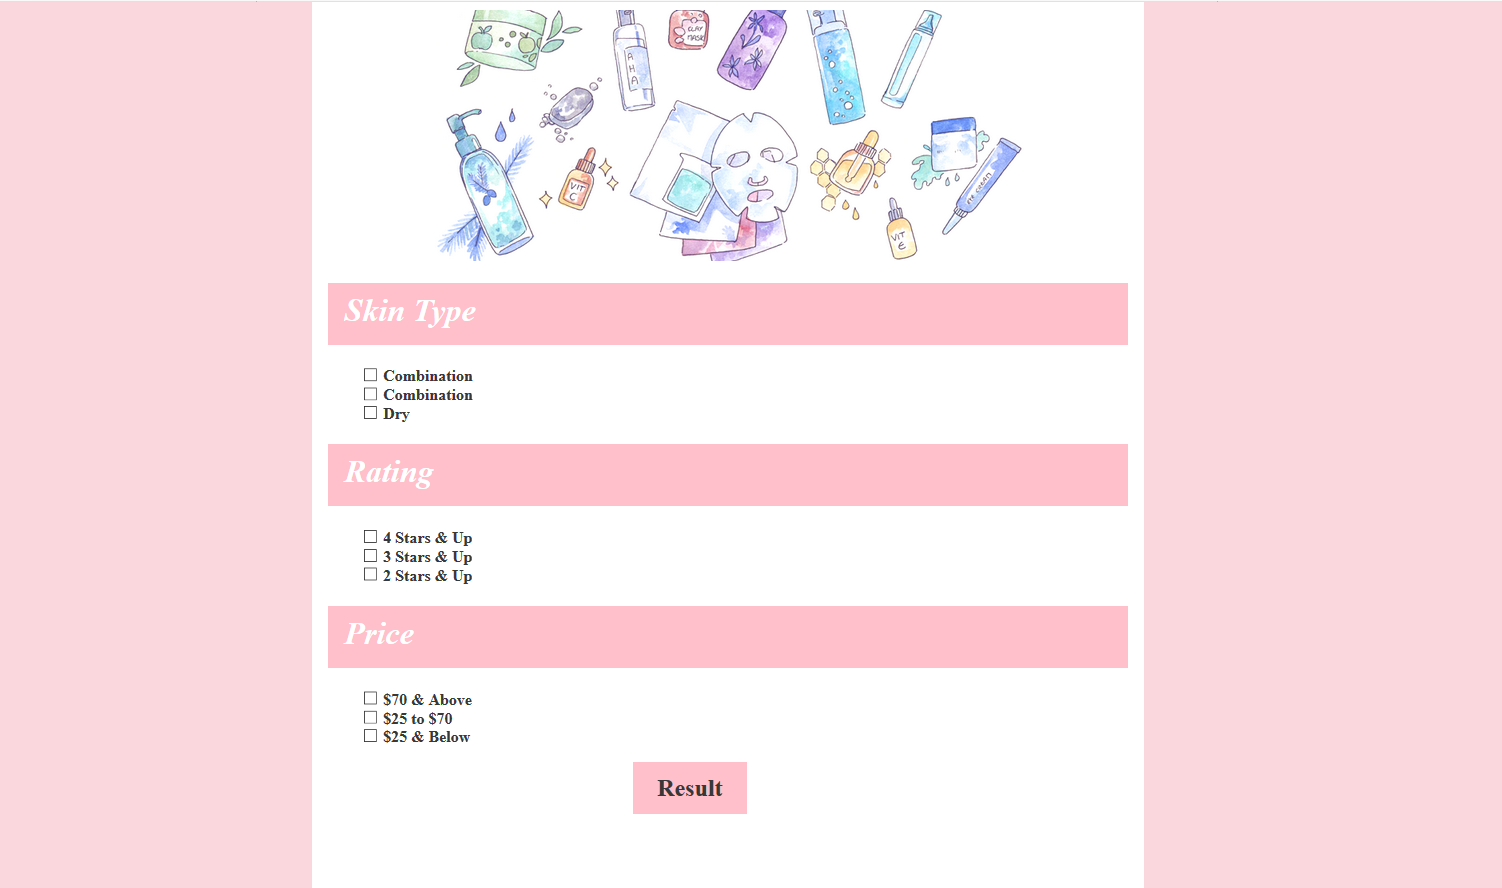 CLAY
MASK
AHA
VIT
C
EYE CREAM
VIT
E
Skin Type
Combination
Combination
Dry
Rating
4 Stars & Up
3 Stars & Up
2 Stars & Up
Price
$70 & Above
$25 to $70
$25 & Below
Result